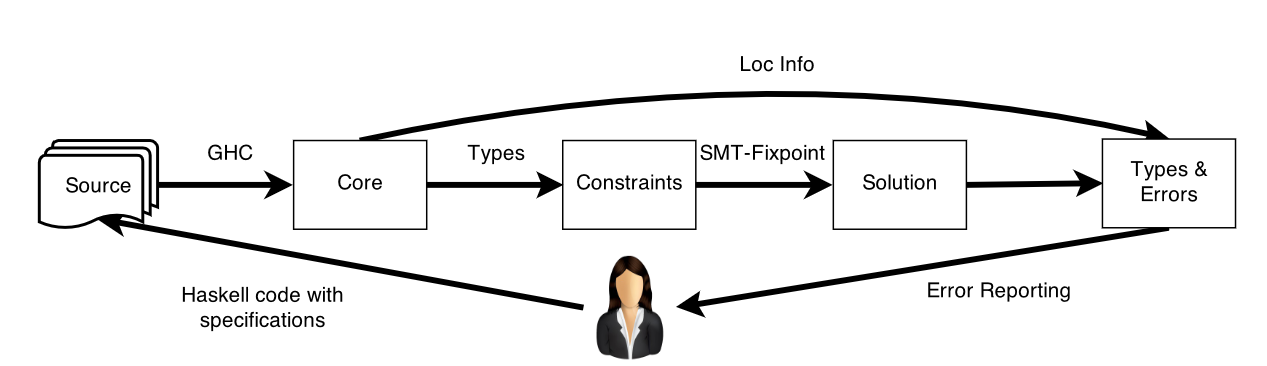 Loc Info
GHC
Types
SMT-Fixpoint
Source
Core
Constraints
Solution
Types &
Errors
Haskell code with
specifications
Error Reporting